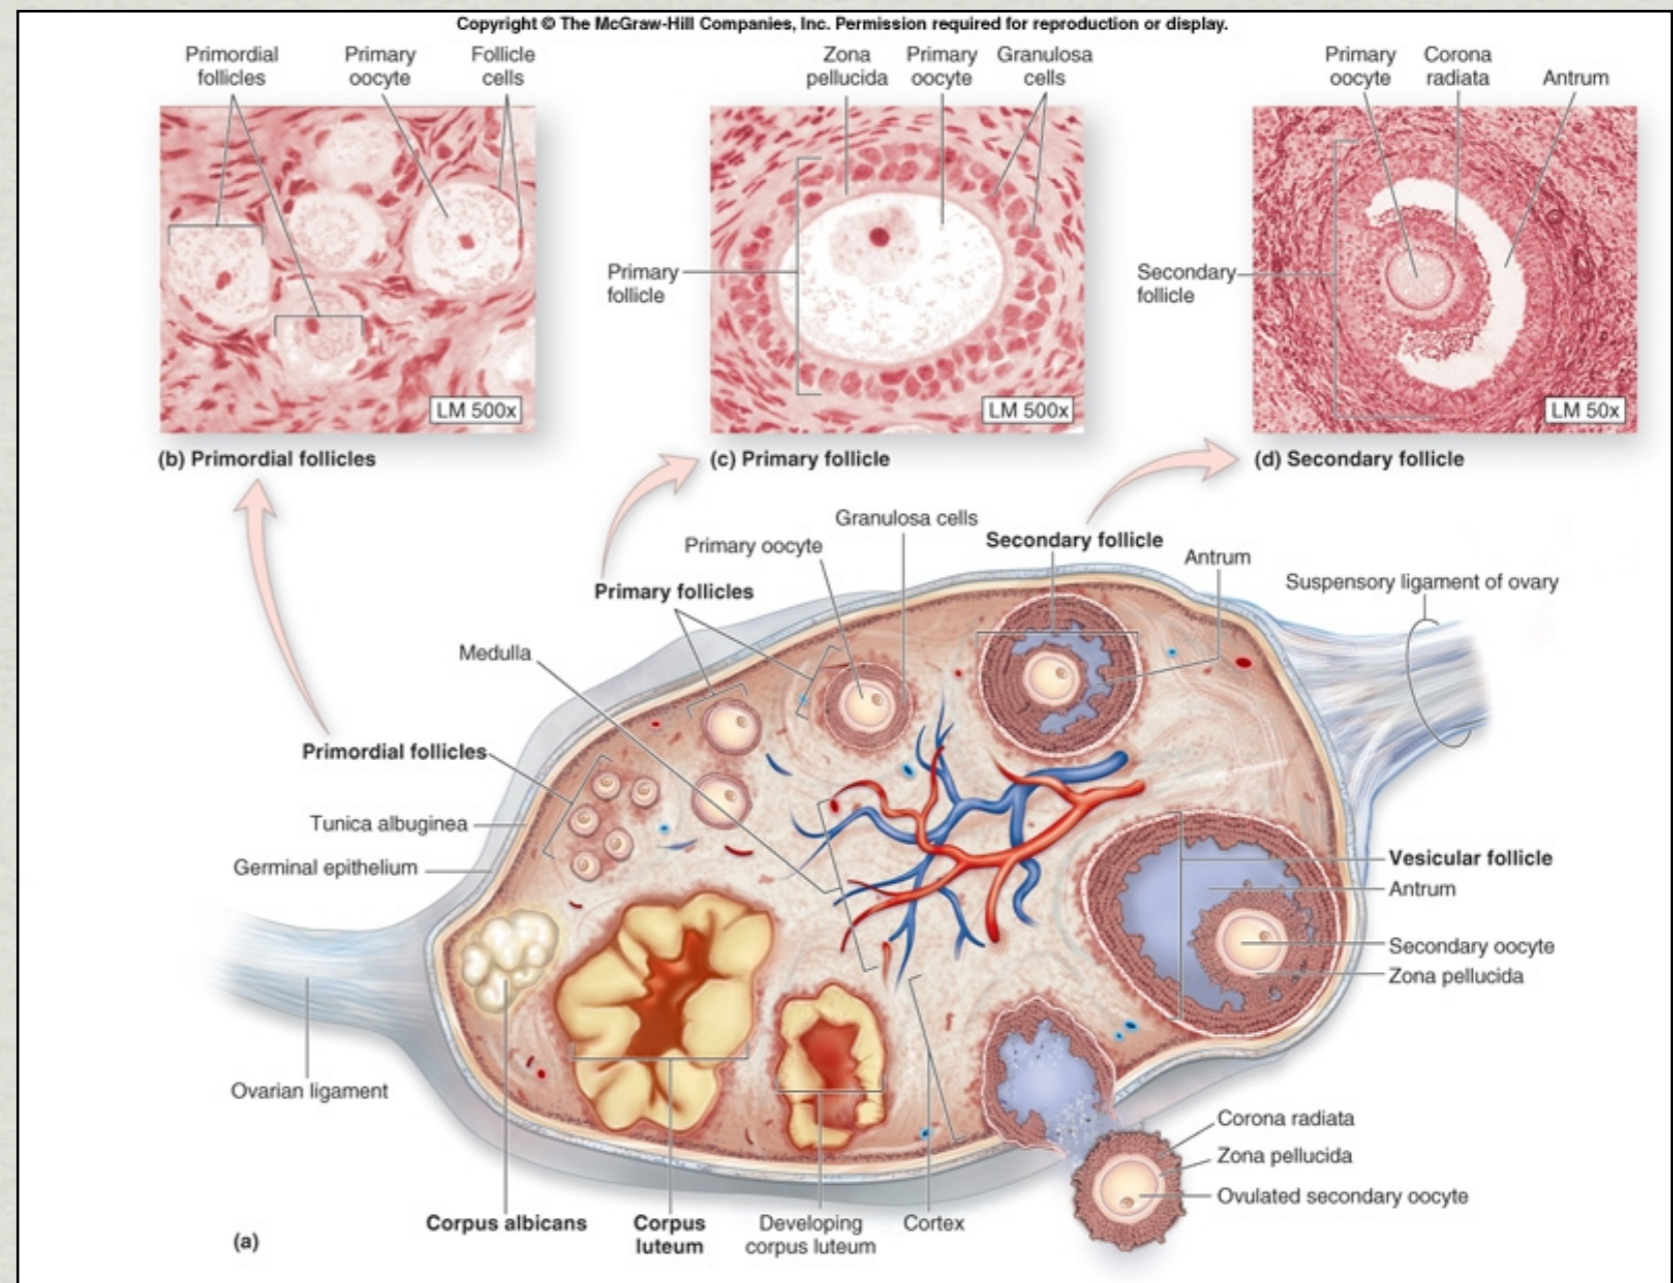 Copyright © The McGraw-Hill Companies, Inc. Permission required for reproduction or display.
Primordial
follicles
Primary
oocyte
Follicle
cells
LM 500x
(b) Primordial follicles
Zona
pellucida
Primary
oocyte
Granulosa
cells
Primary
follicle
LM 500x
(c) Primary follicle
Primary
oocyte
Corona
radiata
Antrum
Secondary
follicle
LM 50x
(d) Secondary follicle
Granulosa cells
Primary oocyte
Secondary follicle
Antrum
Primary follicles
Suspensory ligament of ovary
Medulla
Primordial follicles
Tunica albuginea
Germinal epithelium
Vesicular follicle
Antrum
Secondary oocyte
Zona pellucida
Ovarian ligament
Corona radiata
Zona pellucida
Ovulated secondary oocyte
Corpus albicans
Corpus
luteum
Developing
corpus luteum
Cortex
(a)